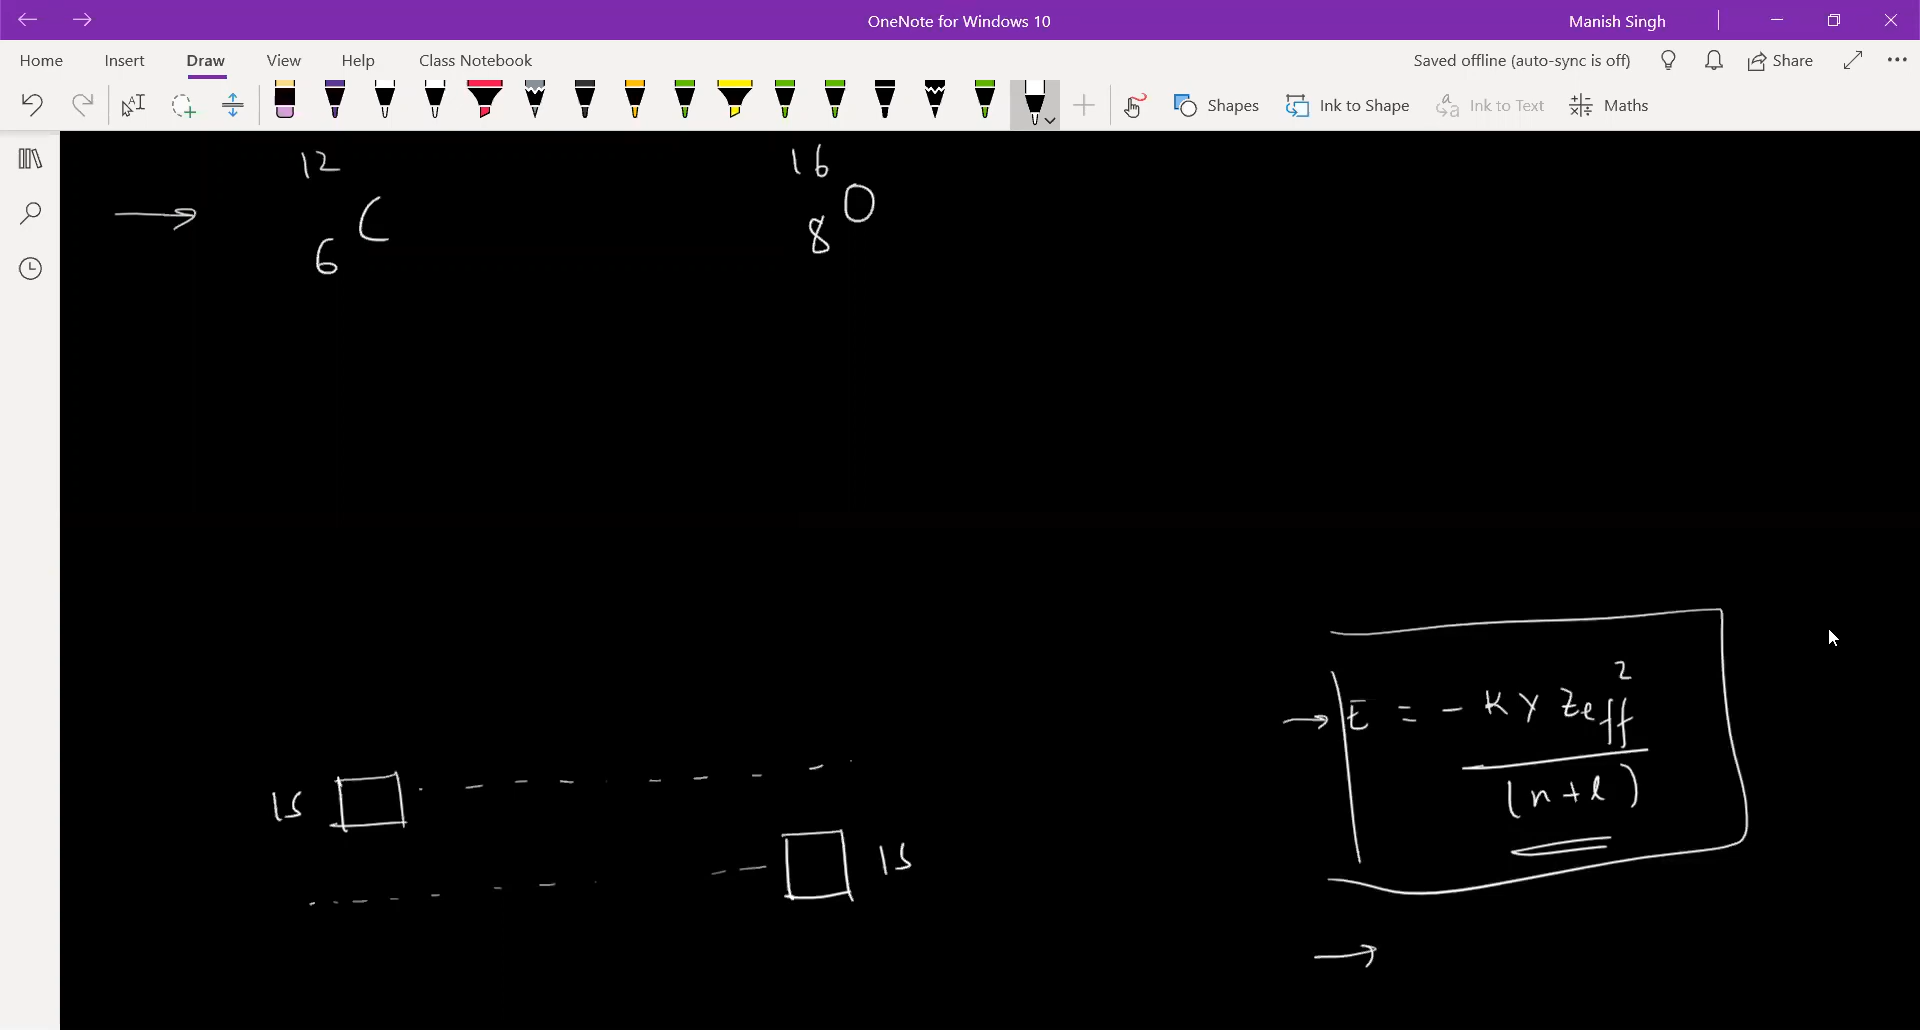 OneNote for Windows 10
Manish Singh
Home Insert Draw View Help Class Notebook
Saved offline (auto-sync is off) Share
Shapes Ink to Shape Ink to Text Maths
12
C
6
16
O
8
E = - K × Zeff²
(n + l)
1s
1s